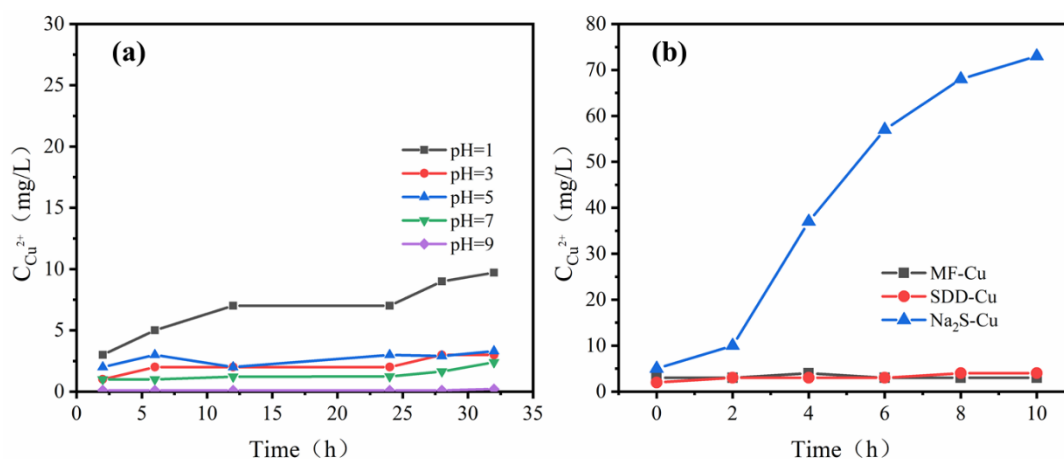 (a)
30
25
20
15
10
5
0
C_Cu²⁺（mg/L）
pH=1
pH=3
pH=5
pH=7
pH=9
0 5 10 15 20 25 30 35
Time（h）
(b)
80
70
60
50
40
30
20
10
0
C_Cu²⁺（mg/L）
MF-Cu
SDD-Cu
Na₂S-Cu
0 2 4 6 8 10
Time（h）